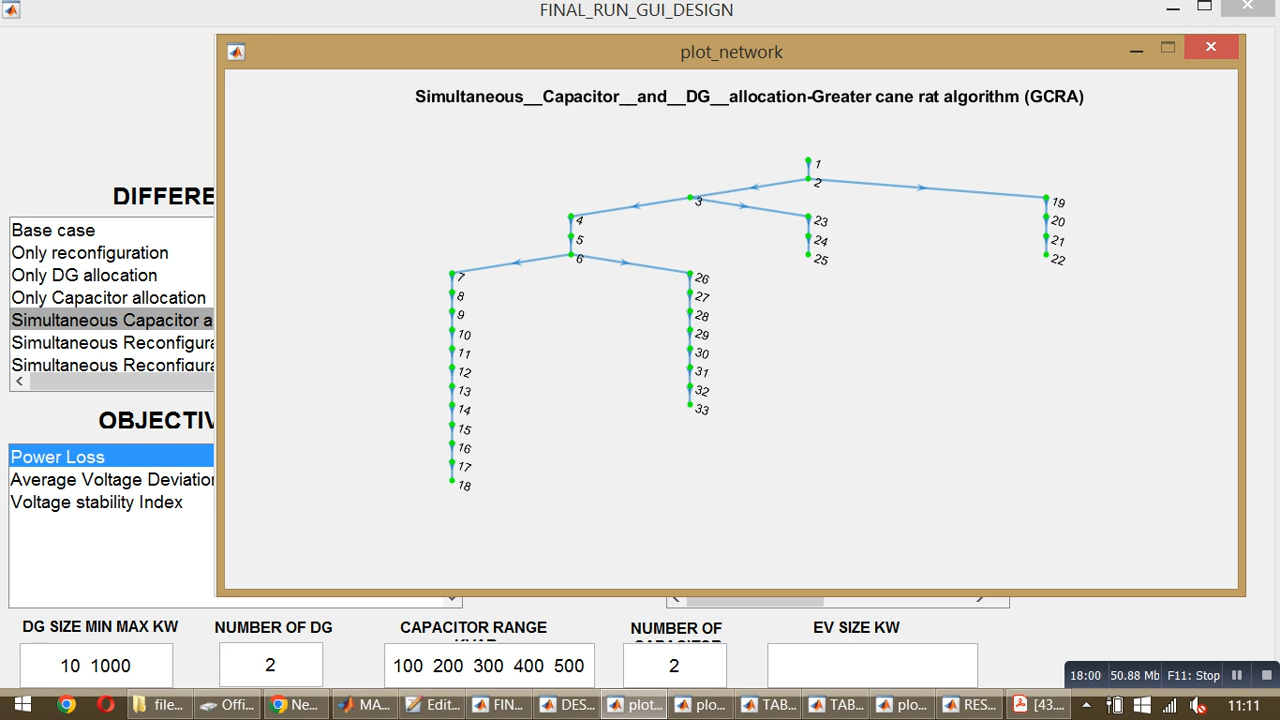 FINAL_RUN_GUI_DESIGN
plot_network
Simultaneous__Capacitor__and__DG__allocation-Greater cane rat algorithm (GCRA)
1
2
3
4
5
6
7
8
9
10
11
12
13
14
15
16
17
18
19
20
21
22
23
24
25
26
27
28
29
30
31
32
33
DIFFERE
Base case
Only reconfiguration
Only DG allocation
Only Capacitor allocation
Simultaneous Capacitor a
Simultaneous Reconfigura
Simultaneous Reconfigura
OBJECTIV
Power Loss
Average Voltage Deviation
Voltage stability Index
DG SIZE MIN MAX KW
10 1000
NUMBER OF DG
2
CAPACITOR RANGE
KVAR
100 200 300 400 500
NUMBER OF
CAPACITOR
2
EV SIZE KW
18:00 50.88 Mb F11: Stop
file... Offi... Ne... MA... Edit... FIN... DES... plot... plo... TAB... TAB... plo... RES... [43... 11:11